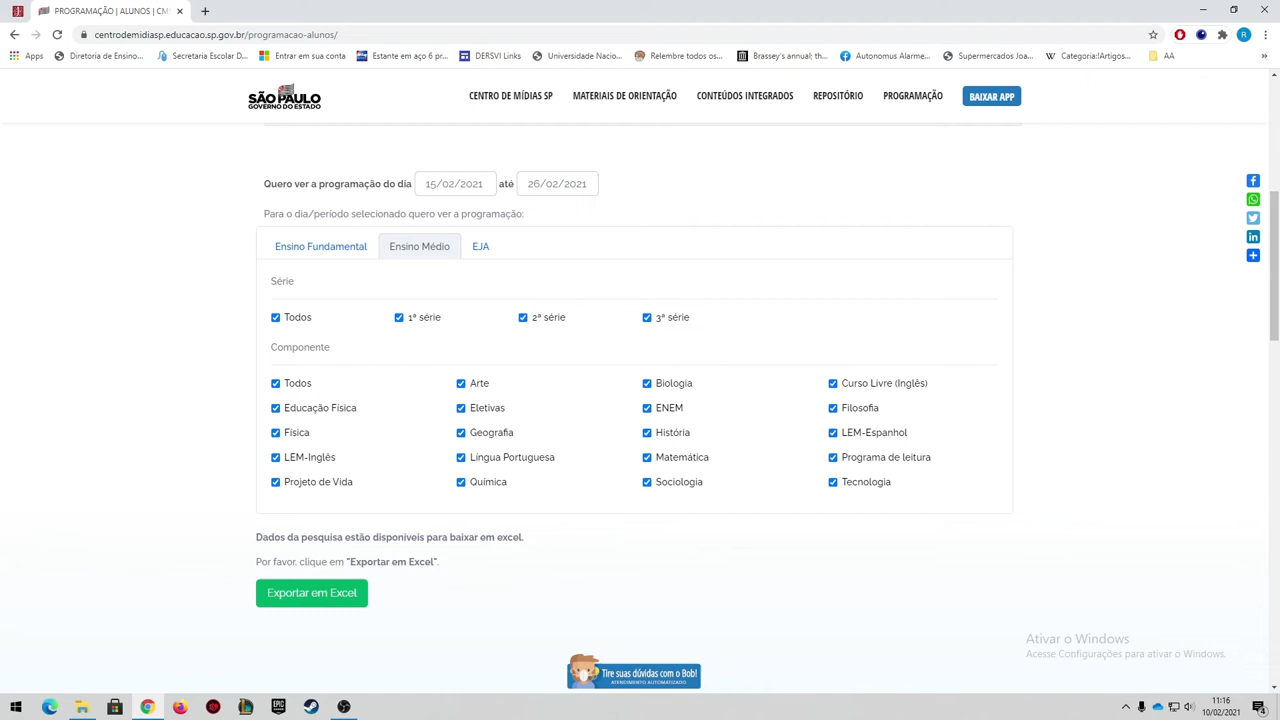 PROGRAMAÇÃO | ALUNOS | CM
centrodemidiasp.educacao.sp.gov.br/programacao-alunos/
R
Apps Diretoria de Ensino... Secretaria Escolar D... Entrar em sua conta Estante em aço 6 pr... DERSVI Links Universidade Nacio... Relembre todos os... Brassey's annual; th... Autonomus Alarme... Supermercados Joa... Categoria:!Artigos... AA
SÃO PAULO
GOVERNO DO ESTADO
CENTRO DE MÍDIAS SP MATERIAIS DE ORIENTAÇÃO CONTEÚDOS INTEGRADOS REPOSITÓRIO PROGRAMAÇÃO BAIXAR APP
Quero ver a programação do dia 15/02/2021 até 26/02/2021
Para o dia/período selecionado quero ver a programação:
Ensino Fundamental Ensino Médio EJA
Série
Todos 1ª série 2ª série 3ª série
Componente
Todos Arte Biologia Curso Livre (Inglês)
Educação Física Eletivas ENEM Filosofia
Física Geografia História LEM-Espanhol
LEM-Inglês Língua Portuguesa Matemática Programa de leitura
Projeto de Vida Química Sociologia Tecnologia
Dados da pesquisa estão disponíveis para baixar em excel.
Por favor, clique em "Exportar em Excel".
Exportar em Excel
Ativar o Windows
Acesse Configurações para ativar o Windows.
Tire suas dúvidas com o Bob!
ATENDIMENTO AUTOMATIZADO
11:16
10/02/2021
4